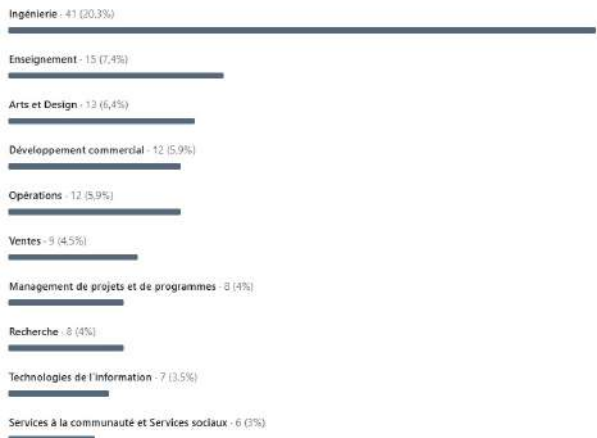 Ingénierie - 41 (20,3%)
Enseignement - 15 (7,4%)
Arts et Design - 13 (6,4%)
Développement commercial - 12 (5,9%)
Opérations - 12 (5,9%)
Ventes - 9 (4,5%)
Management de projets et de programmes - 8 (4%)
Recherche - 8 (4%)
Technologies de l'information - 7 (3,5%)
Services à la communauté et Services sociaux - 6 (3%)